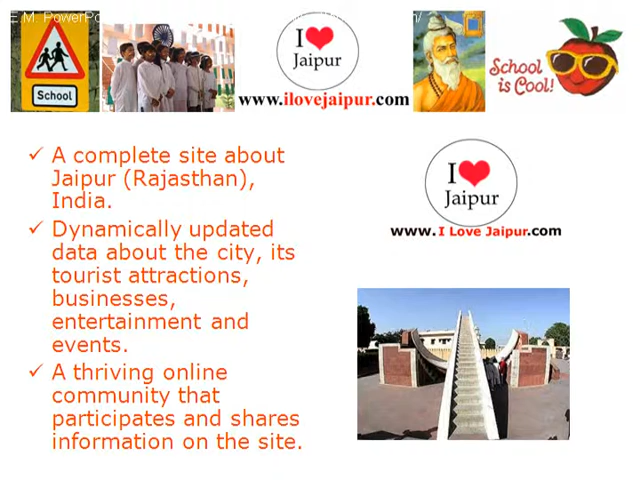 E.M. PowerPo
School
I
Jaipur
www.ilovejaipur.com
School
is Cool!
A complete site about
Jaipur (Rajasthan),
India.
Dynamically updated
data about the city, its
tourist attractions,
businesses,
entertainment and
events.
A thriving online
community that
participates and shares
information on the site.
I
Jaipur
www. I Love Jaipur.com